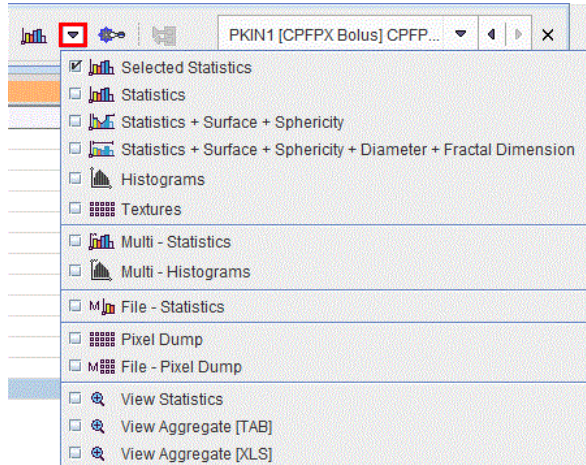 PKIN1 [CPFPX Bolus] CPFP...
Selected Statistics
Statistics
Statistics + Surface + Sphericity
Statistics + Surface + Sphericity + Diameter + Fractal Dimension
Histograms
Textures
Multi - Statistics
Multi - Histograms
M File - Statistics
Pixel Dump
M File - Pixel Dump
View Statistics
View Aggregate [TAB]
View Aggregate [XLS]